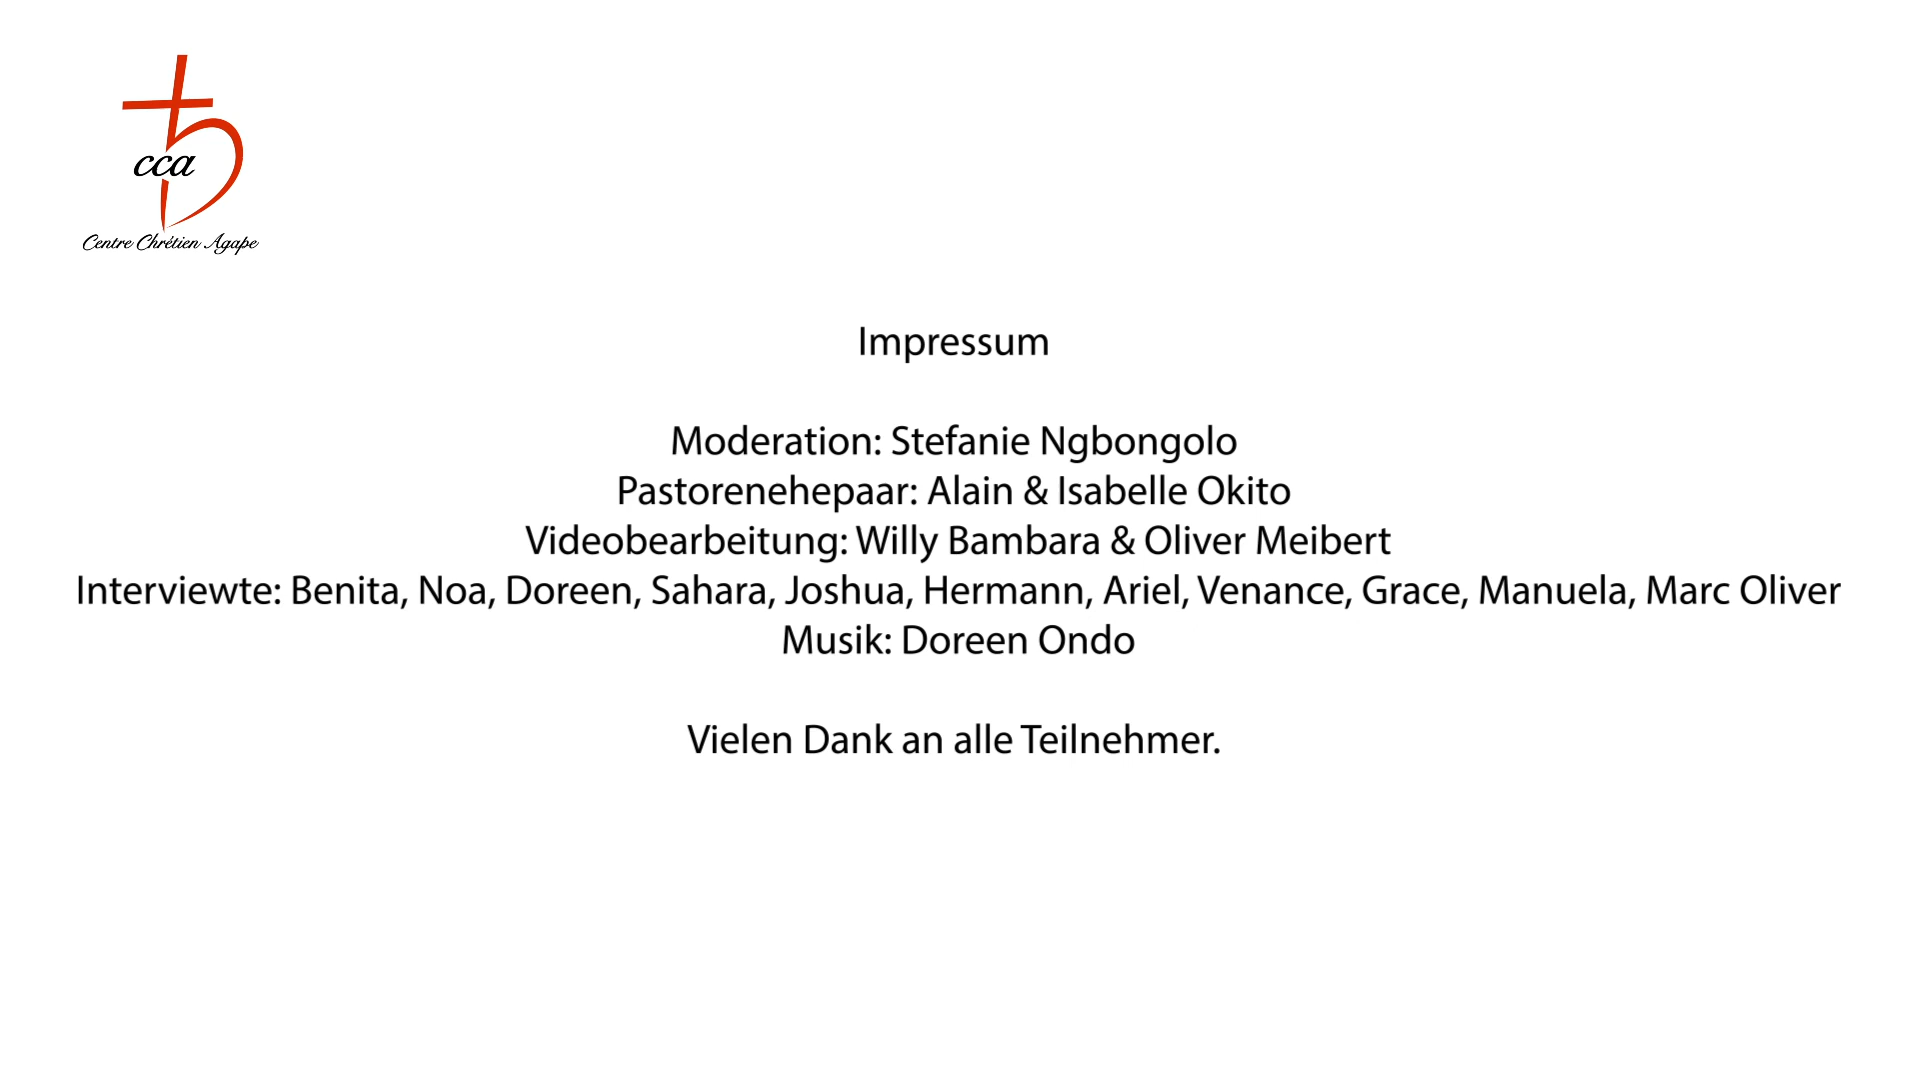 cca
Centre Chrétien Agape
Impressum
Moderation: Stefanie Ngbongolo
Pastorenehepaar: Alain & Isabelle Okito
Videobearbeitung: Willy Bambara & Oliver Meibert
Interviewte: Benita, Noa, Doreen, Sahara, Joshua, Hermann, Ariel, Venance, Grace, Manuela, Marc Oliver
Musik: Doreen Ondo
Vielen Dank an alle Teilnehmer.